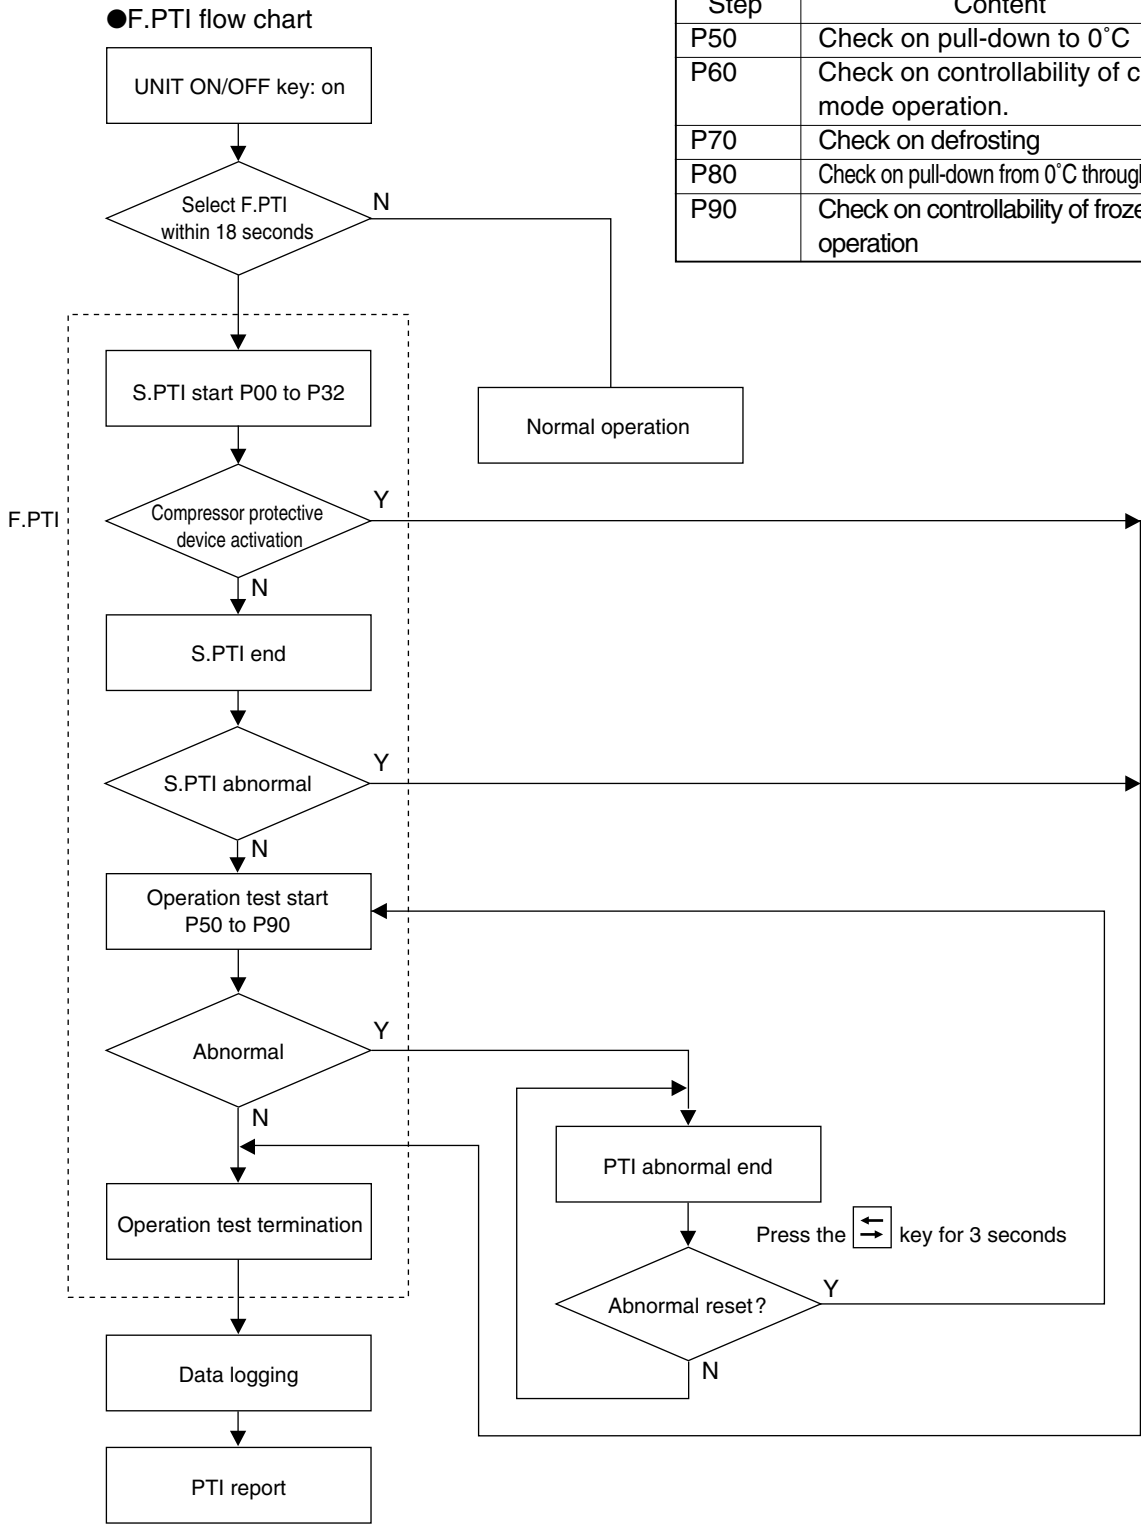 ●F.PTI flow chart
Step Content
P50 Check on pull-down to 0˚C
P60 Check on controllability of
mode operation.
P70 Check on defrosting
P80 Check on pull-down from 0˚C through
P90 Check on controllability of
operation
UNIT ON/OFF key: on
Select F.PTI
within 18 seconds
N
S.PTI start P00 to P32
Normal operation
F.PTI
Compressor protective
device activation
Y
N
S.PTI end
S.PTI abnormal
Y
N
Operation test start
P50 to P90
Abnormal
Y
N
PTI abnormal end
Operation test termination
Press the key for 3 seconds
Abnormal reset?
Y
N
Data logging
PTI report